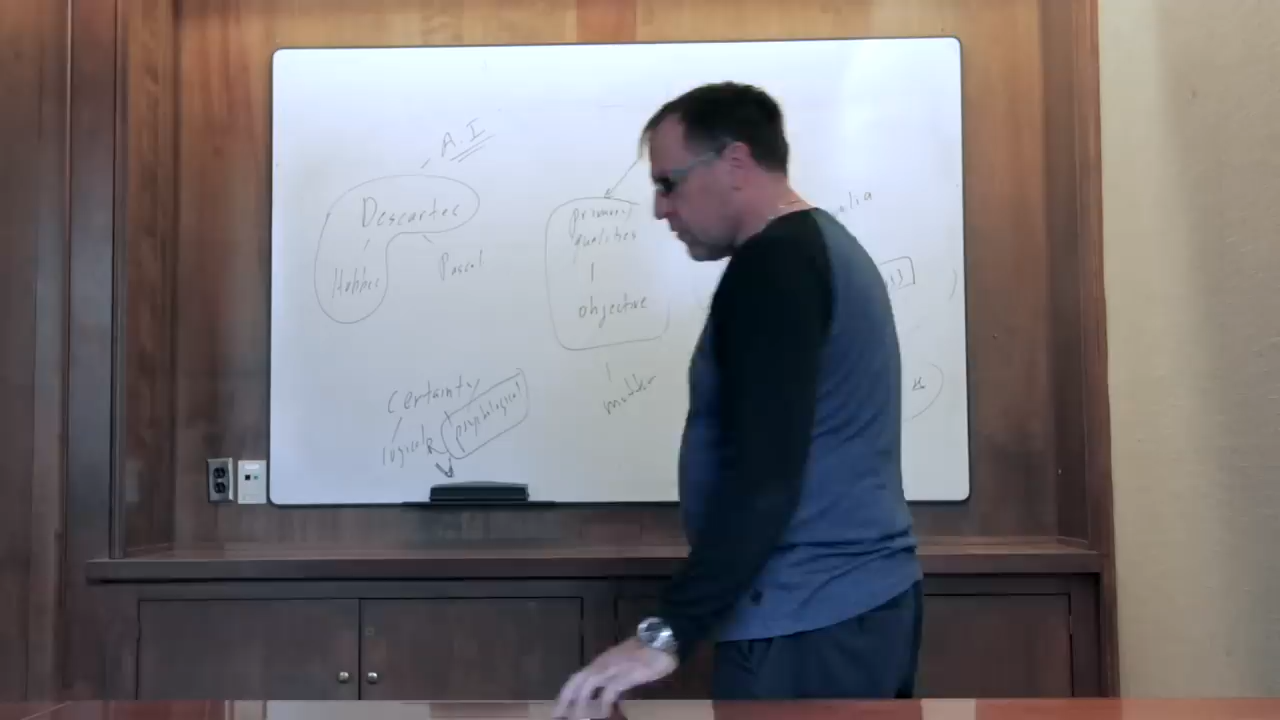 A.I
Descartes
Hobbes
Pascal
certainty
logical
psychological
primary
qualities
objective
matter